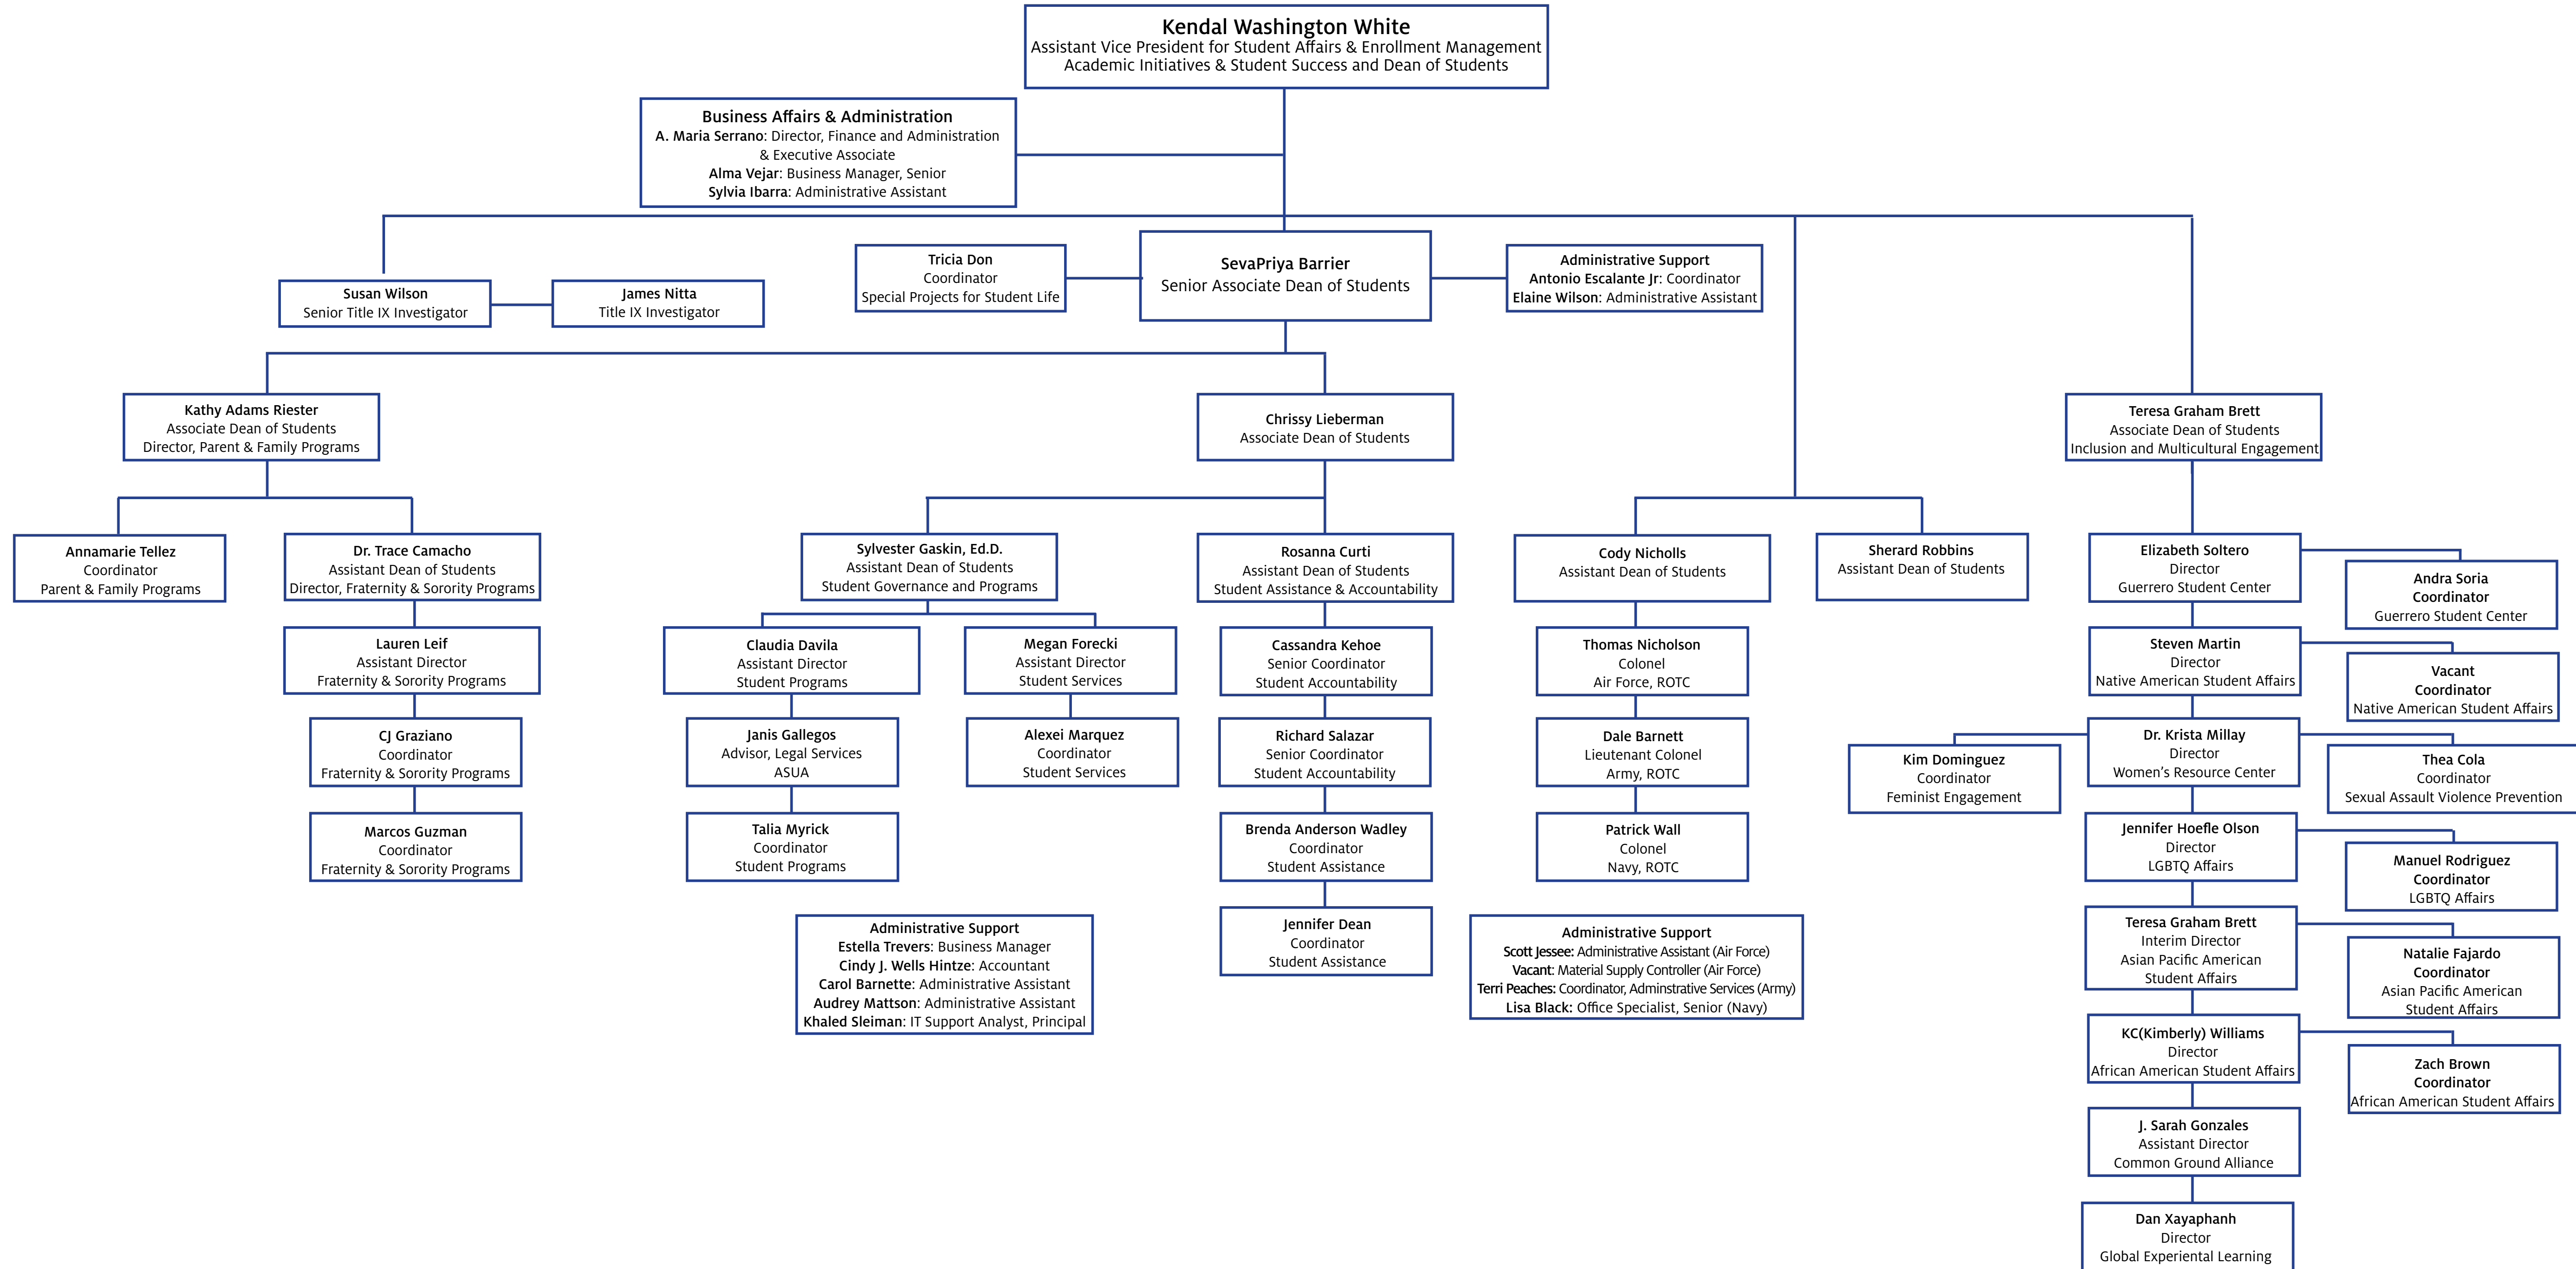 Kendal Washington White
Assistant Vice President for Student Affairs & Enrollment Management
Academic Initiatives & Student Success and Dean of Students
Business Affairs & Administration
A. Maria Serrano: Director, Finance and Administration
& Executive Associate
Alma Vejar: Business Manager, Senior
Sylvia Ibarra: Administrative Assistant
Susan Wilson
Senior Title IX Investigator
James Nitta
Title IX Investigator
Tricia Don
Coordinator
Special Projects for Student Life
SevaPriya Barrier
Senior Associate Dean of Students
Administrative Support
Antonio Escalante Jr: Coordinator
Elaine Wilson: Administrative Assistant
Kathy Adams Riester
Associate Dean of Students
Director, Parent & Family Programs
Chrissy Lieberman
Associate Dean of Students
Teresa Graham Brett
Associate Dean of Students
Inclusion and Multicultural Engagement
Annamarie Tellez
Coordinator
Parent & Family Programs
Dr. Trace Camacho
Assistant Dean of Students
Director, Fraternity & Sorority Programs
Lauren Leif
Assistant Director
Fraternity & Sorority Programs
CJ Graziano
Coordinator
Fraternity & Sorority Programs
Marcos Guzman
Coordinator
Fraternity & Sorority Programs
Sylvester Gaskin, Ed.D.
Assistant Dean of Students
Student Governance and Programs
Claudia Davila
Assistant Director
Student Programs
Janis Gallegos
Advisor, Legal Services
ASUA
Talia Myrick
Coordinator
Student Programs
Megan Forecki
Assistant Director
Student Services
Alexei Marquez
Coordinator
Student Services
Administrative Support
Estella Trevers: Business Manager
Cindy J. Wells Hintze: Accountant
Carol Barnette: Administrative Assistant
Audrey Mattson: Administrative Assistant
Khaled Sleiman: IT Support Analyst, Principal
Rosanna Curti
Assistant Dean of Students
Student Assistance & Accountability
Cassandra Kehoe
Senior Coordinator
Student Accountability
Richard Salazar
Senior Coordinator
Student Accountability
Brenda Anderson Wadley
Coordinator
Student Assistance
Jennifer Dean
Coordinator
Student Assistance
Cody Nicholls
Assistant Dean of Students
Thomas Nicholson
Colonel
Air Force, ROTC
Dale Barnett
Lieutenant Colonel
Army, ROTC
Patrick Wall
Colonel
Navy, ROTC
Administrative Support
Scott Jessee: Administrative Assistant (Air Force)
Vacant: Material Supply Controller (Air Force)
Terri Peaches: Coordinator, Adminstrative Services (Army)
Lisa Black: Office Specialist, Senior (Navy)
Sherard Robbins
Assistant Dean of Students
Elizabeth Soltero
Director
Guerrero Student Center
Andra Soria
Coordinator
Guerrero Student Center
Steven Martin
Director
Native American Student Affairs
Vacant
Coordinator
Native American Student Affairs
Dr. Krista Millay
Director
Women's Resource Center
Kim Dominguez
Coordinator
Feminist Engagement
Thea Cola
Coordinator
Sexual Assault Violence Prevention
Jennifer Hoefle Olson
Director
LGBTQ Affairs
Manuel Rodriguez
Coordinator
LGBTQ Affairs
Teresa Graham Brett
Interim Director
Asian Pacific American
Student Affairs
Natalie Fajardo
Coordinator
Asian Pacific American
Student Affairs
KC(Kimberly) Williams
Director
African American Student Affairs
Zach Brown
Coordinator
African American Student Affairs
J. Sarah Gonzales
Assistant Director
Common Ground Alliance
Dan Xayaphanh
Director
Global Experiental Learning